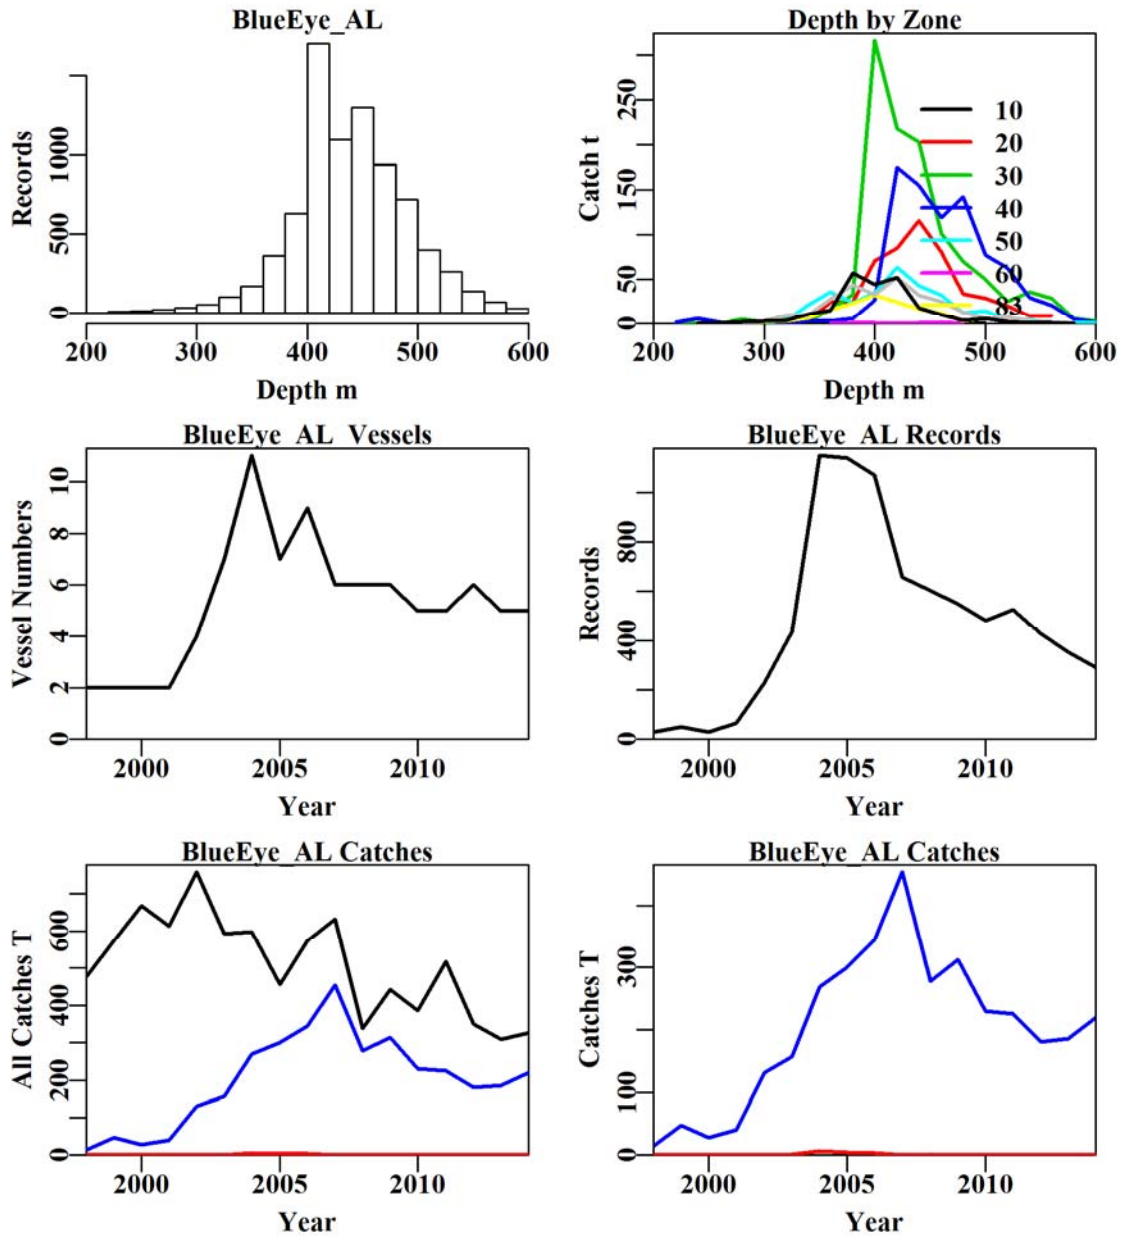 BlueEye_AL
Records
0 500 1000
200 300 400 500 600
Depth m
Depth by Zone
Catch t
0 50 150 250
10
20
30
40
50
60
83
200 300 400 500 600
Depth m
BlueEye_AL_Vessels
Vessel Numbers
0 2 4 6 8 10
2000 2005 2010
Year
BlueEye_AL Records
Records
0 400 800
2000 2005 2010
Year
BlueEye_AL Catches
All Catches T
0 200 400 600
2000 2005 2010
Year
BlueEye_AL Catches
Catches T
0 100 300
2000 2005 2010
Year